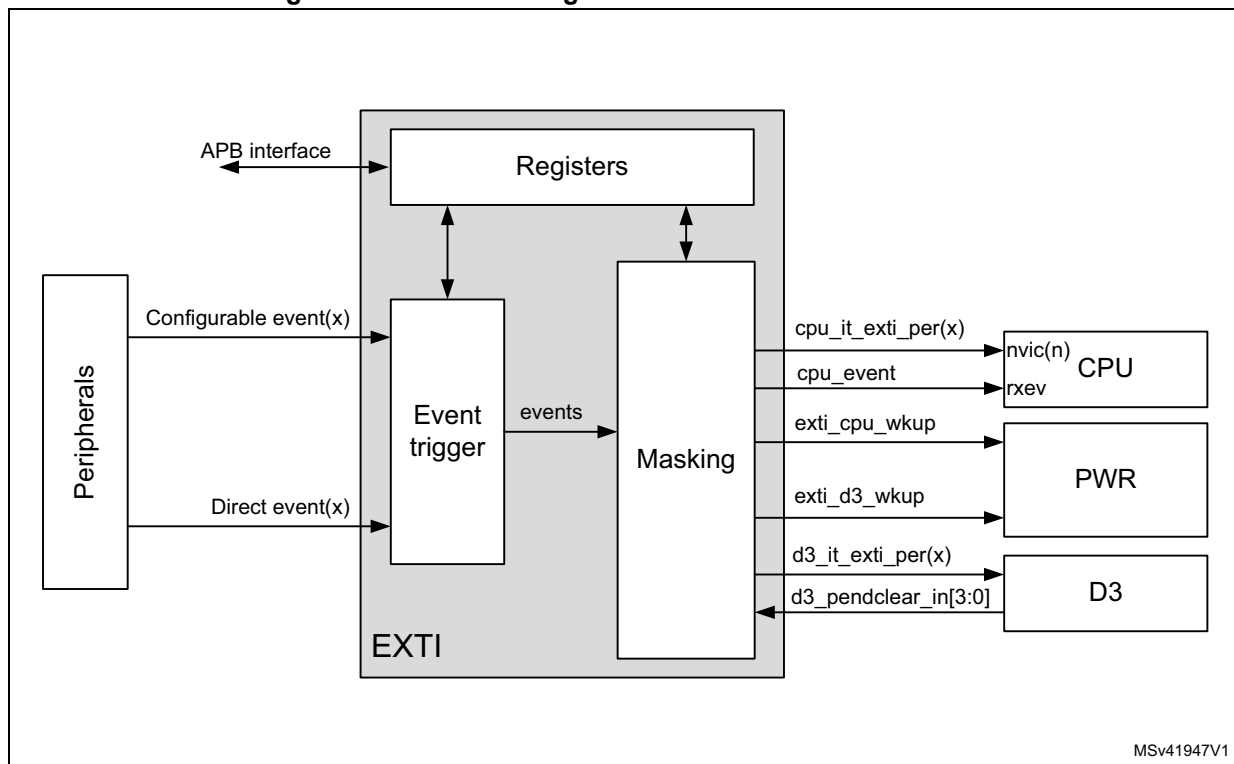 APB interface
Registers
Peripherals
Configurable event(x)
Direct event(x)
Event
trigger
events
Masking
EXTI
cpu_it_exti_per(x)
cpu_event
exti_cpu_wkup
exti_d3_wkup
d3_it_exti_per(x)
d3_pendclear_in[3:0]
nvic(n)
CPU
rxev
PWR
D3
MSv41947V1